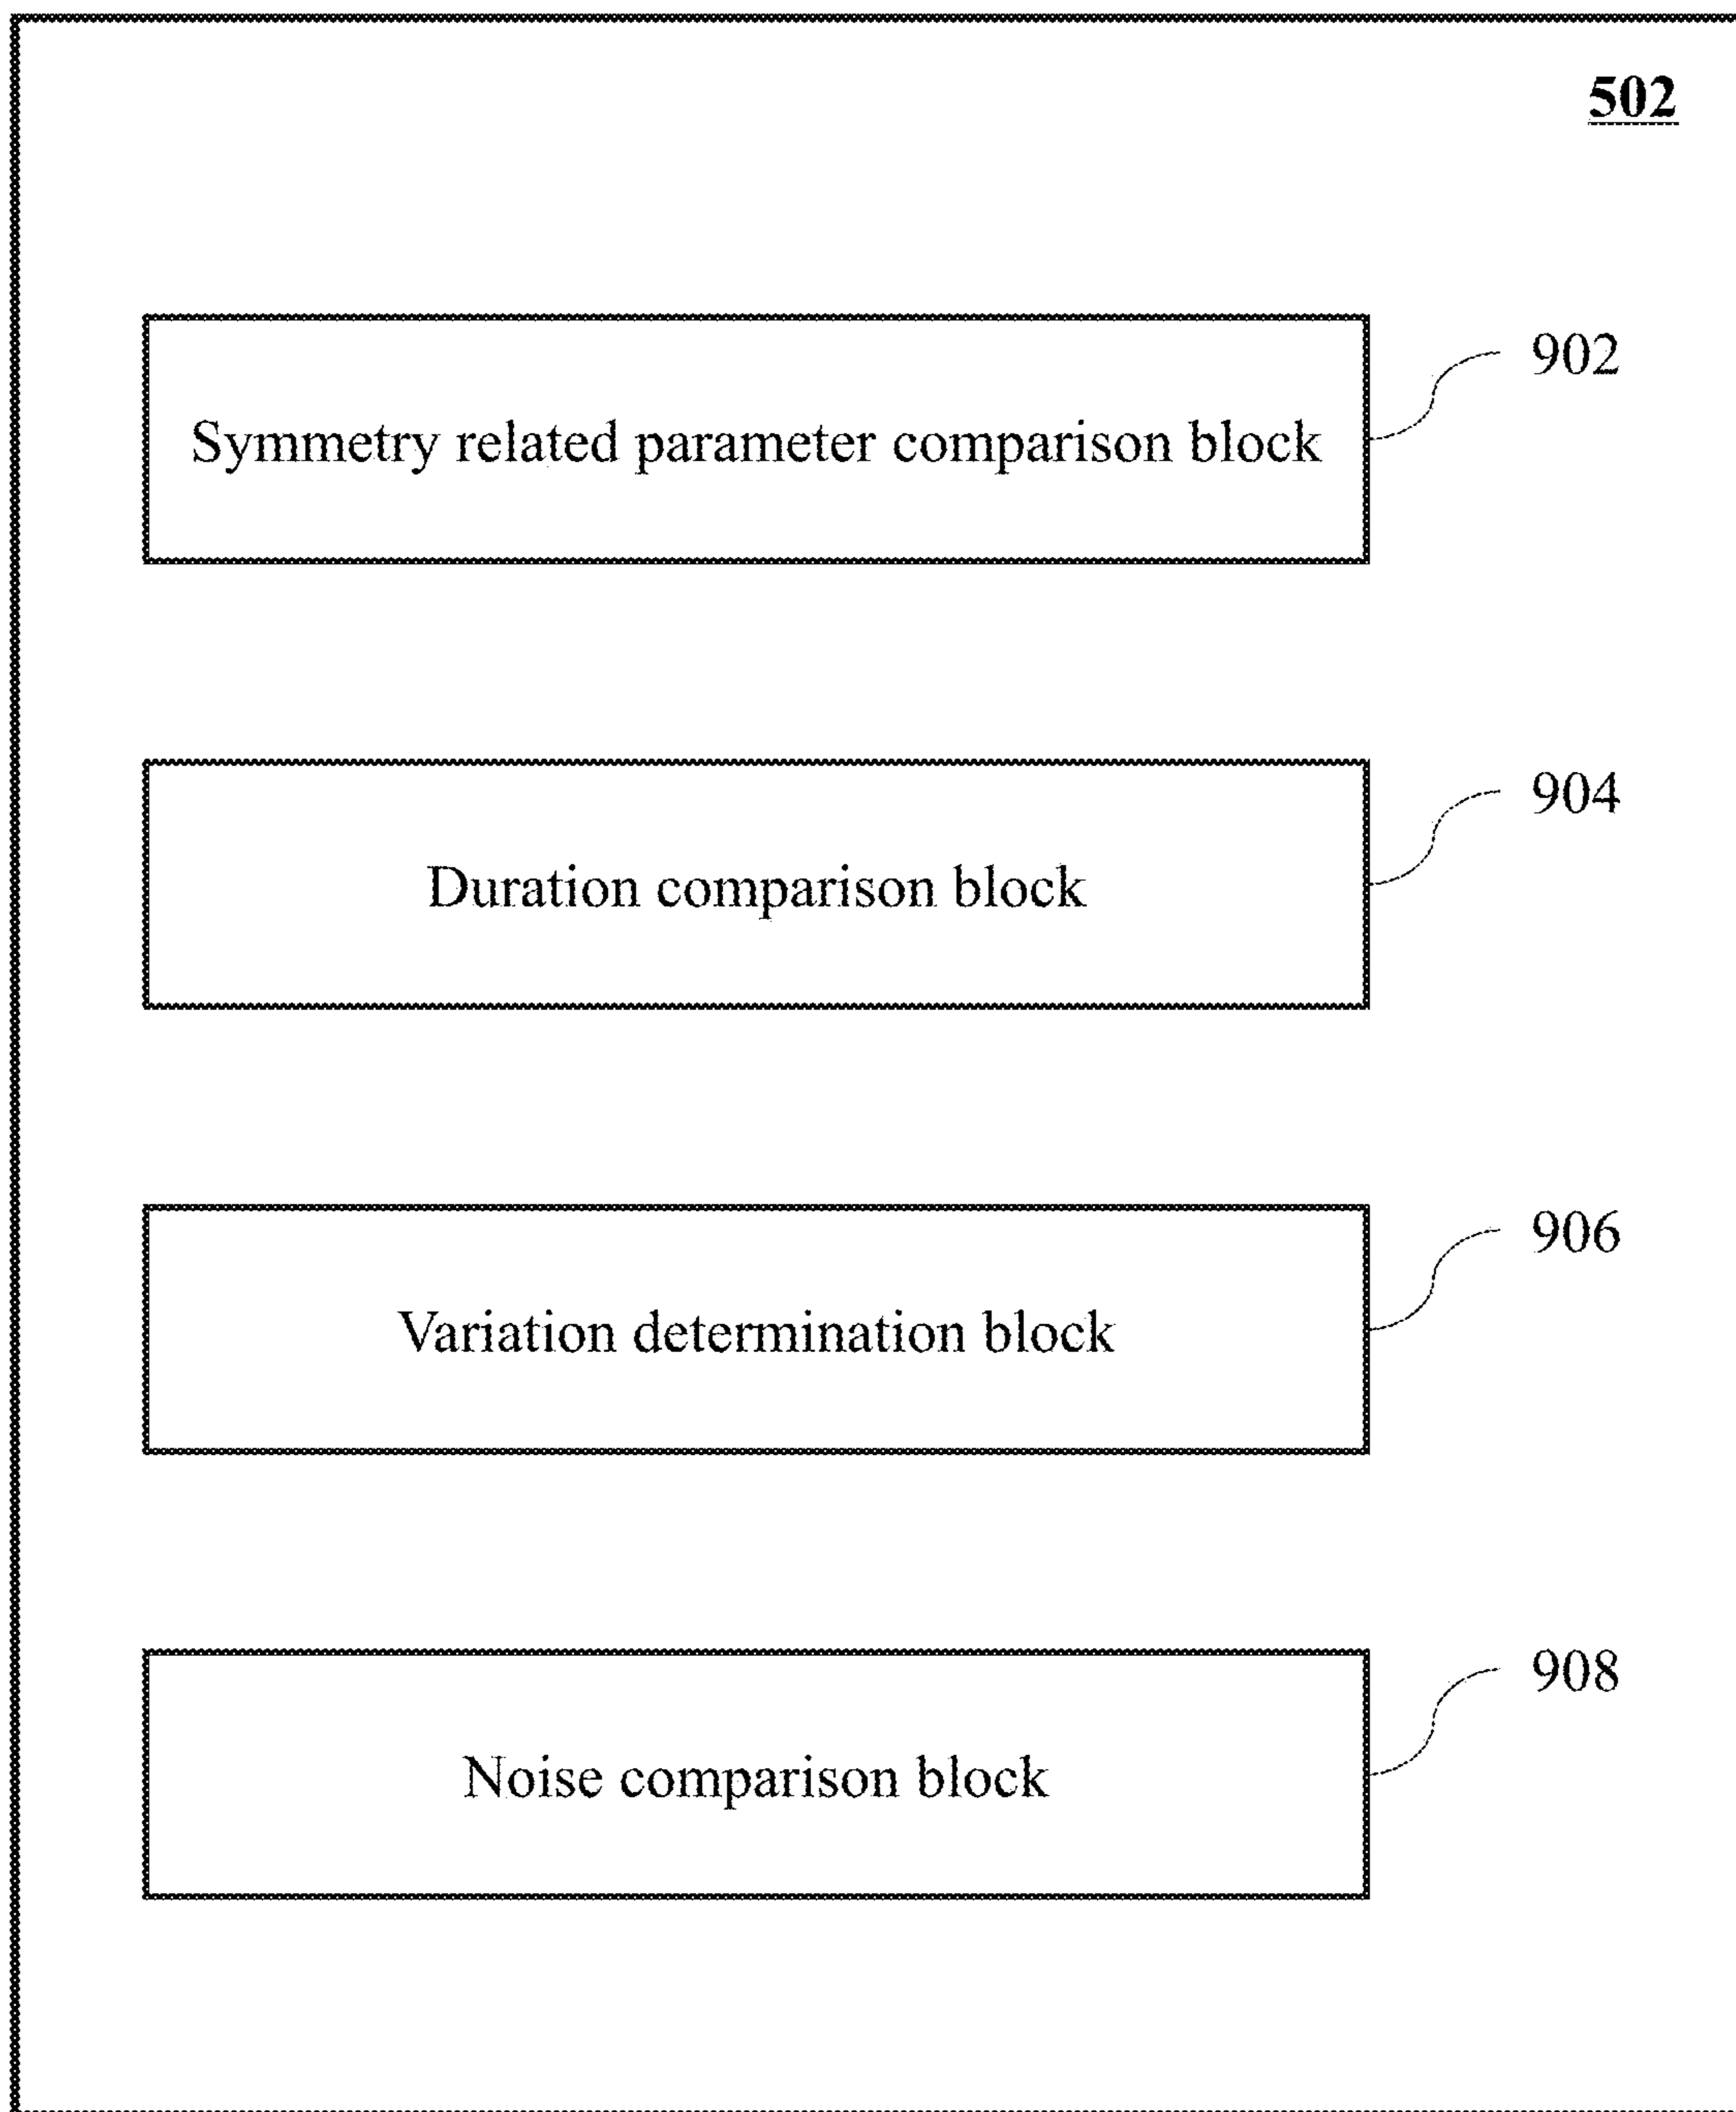 502
Symmetry related parameter comparison block
902
Duration comparison block
904
Variation determination block
906
Noise comparison block
908